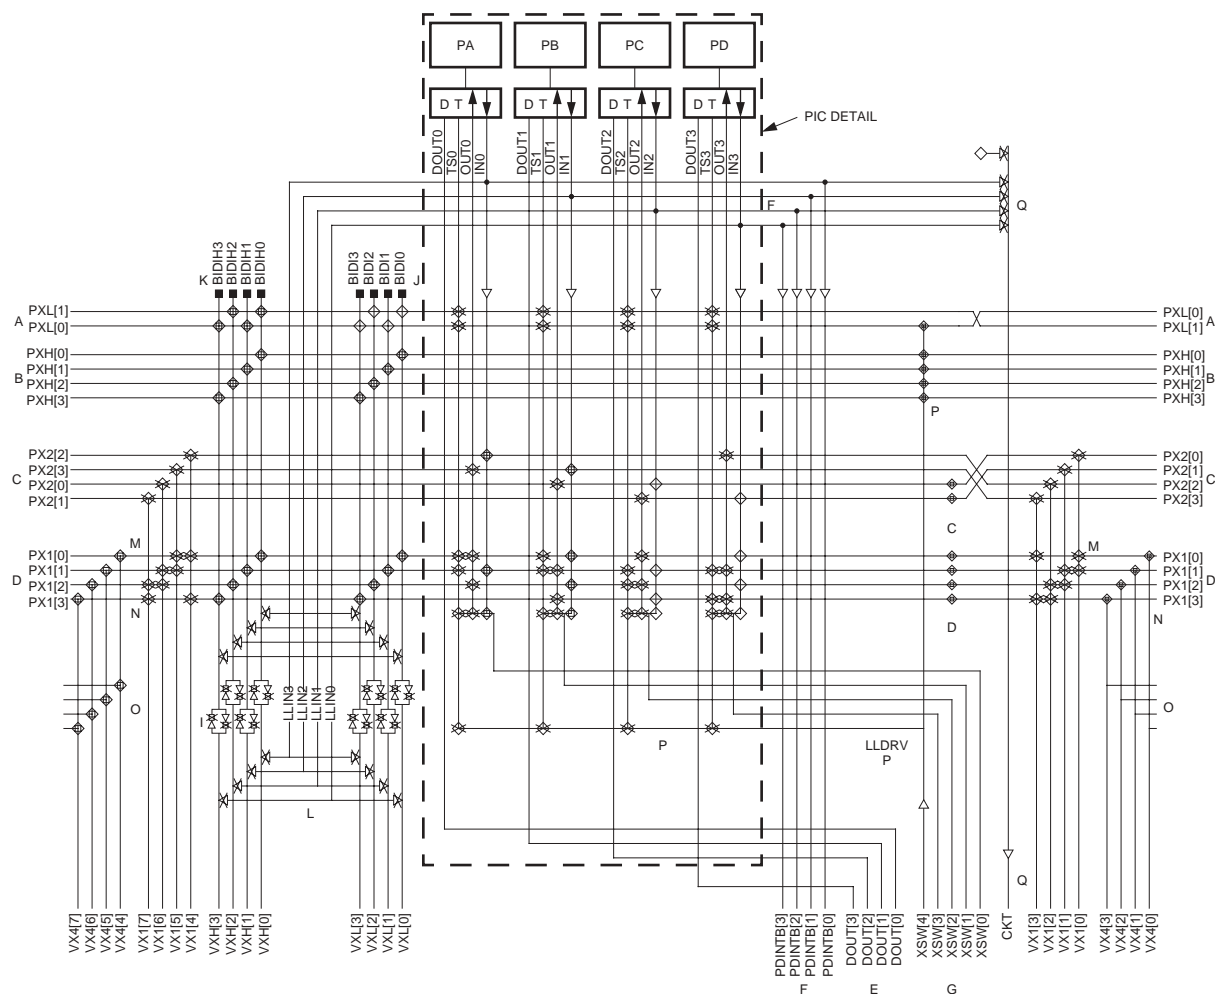 PA PB PC PD
D T D T D T D T
PIC DETAIL
DOUT0 TS0 OUT0 IN0 DOUT1 TS1 OUT1 IN1 DOUT2 TS2 OUT2 IN2 DOUT3 TS3 OUT3 IN3
F Q
K BIDIH3 BIDIH2 BIDIH1 BIDIH0 BIDI3 BIDI2 BIDI1 BIDI0 J
PXL[1] PXL[0]
A PXL[0] PXL[1] A
PXH[0] PXH[0]
PXH[1] PXH[1]
B PXH[2] PXH[2] B
PXH[3] PXH[3]
P
PX2[2] PX2[0]
PX2[3] PX2[1]
C PX2[0] PX2[2] C
PX2[1] PX2[3]
C
M M
PX1[0] PX1[0]
PX1[1] PX1[1]
D PX1[2] PX1[2] D
PX1[3] PX1[3]
N D N
O I LLIN3 LLIN2 LLIN1 LLIN0 O
P LLDRV
P
L
Q
VX4[7] VX4[6] VX4[5] VX4[4] VX1[7] VX1[6] VX1[5] VX1[4] VXH[3] VXH[2] VXH[1] VXH[0] VXL[3] VXL[2] VXL[1] VXL[0] PDINTB[3] PDINTB[2] PDINTB[1] PDINTB[0] DOUT[3] DOUT[2] DOUT[1] DOUT[0] XSW[4] XSW[3] XSW[2] XSW[1] XSW[0] CKT VX1[3] VX1[2] VX1[1] VX1[0] VX4[3] VX4[2] VX4[1] VX4[0]
F E G